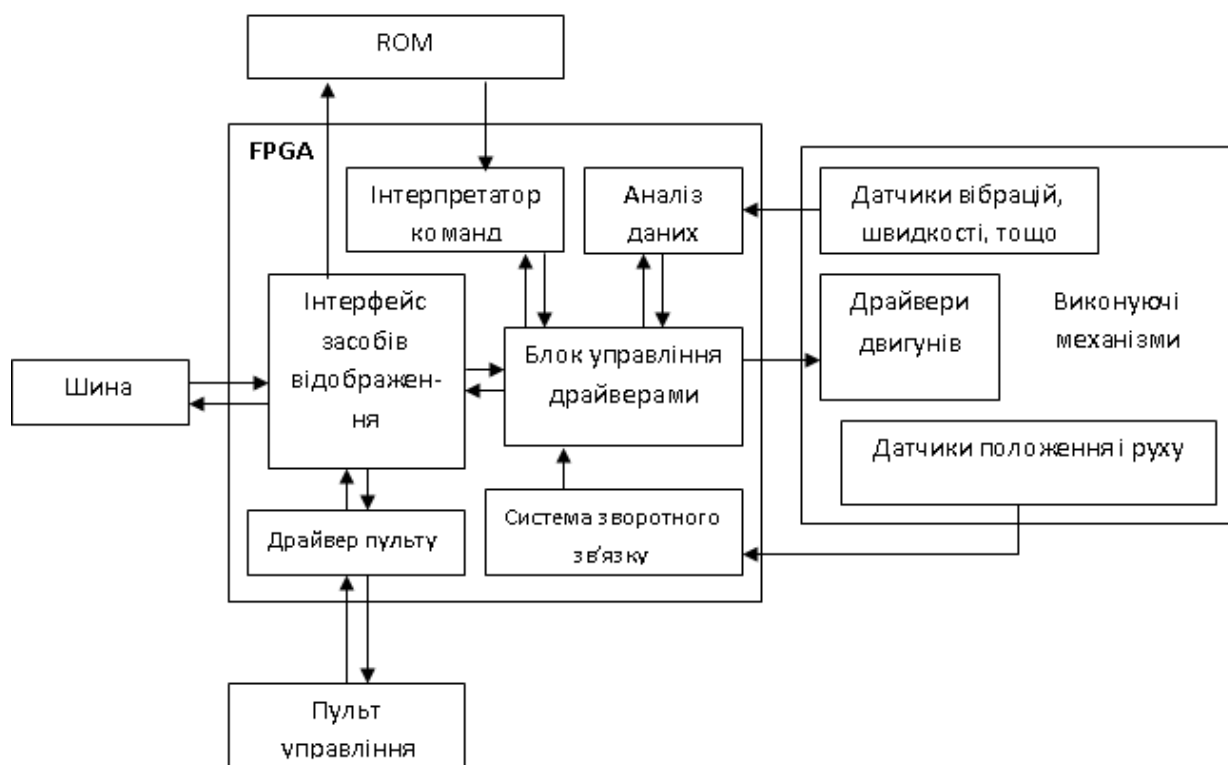 ROM
FPGA
Інтерпретатор
команд
Аналіз
даних
Датчики вібрацій,
швидкості, тощо
Інтерфейс
засобів
відображен-
ня
Блок управління
драйверами
Драйвери
двигунів
Виконуючі
механізми
Шина
Датчики положення і руху
Драйвер пульту
Система зворотного
зв’язку
Пульт
управління